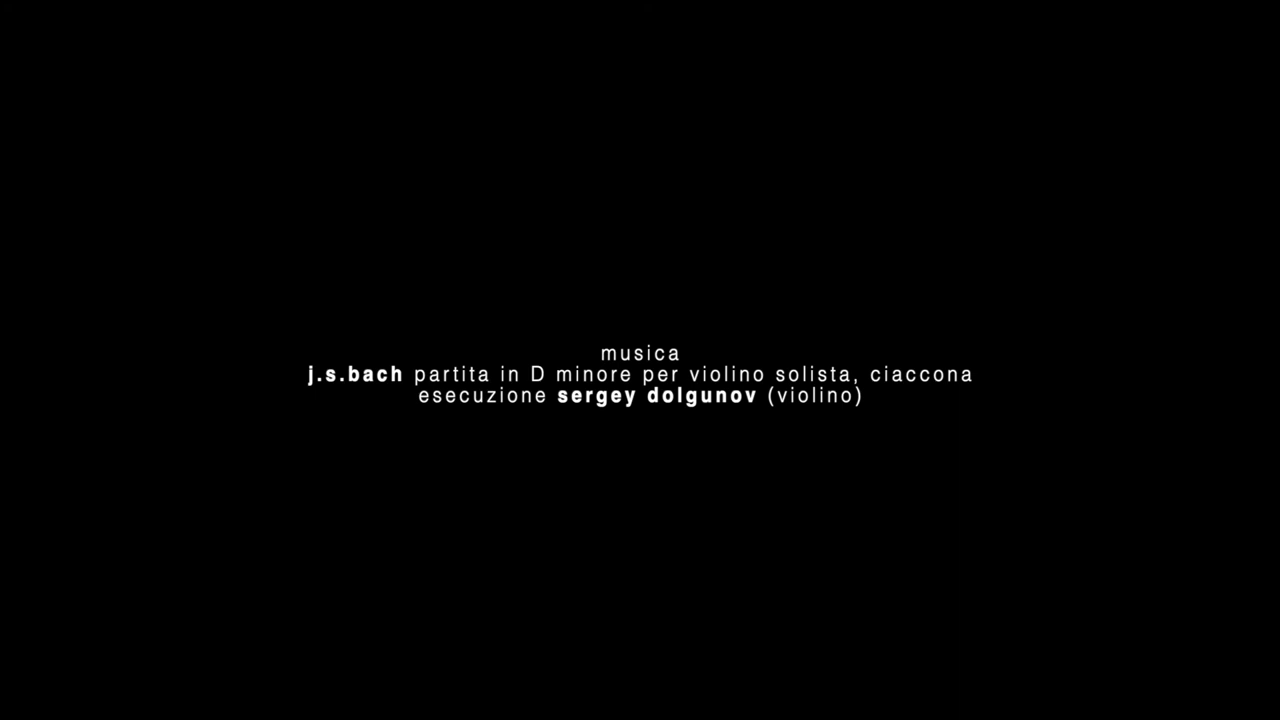 musica
j.s.bach partita in D minore per violino solista, ciaccona
esecuzione sergey dolgunov (violino)